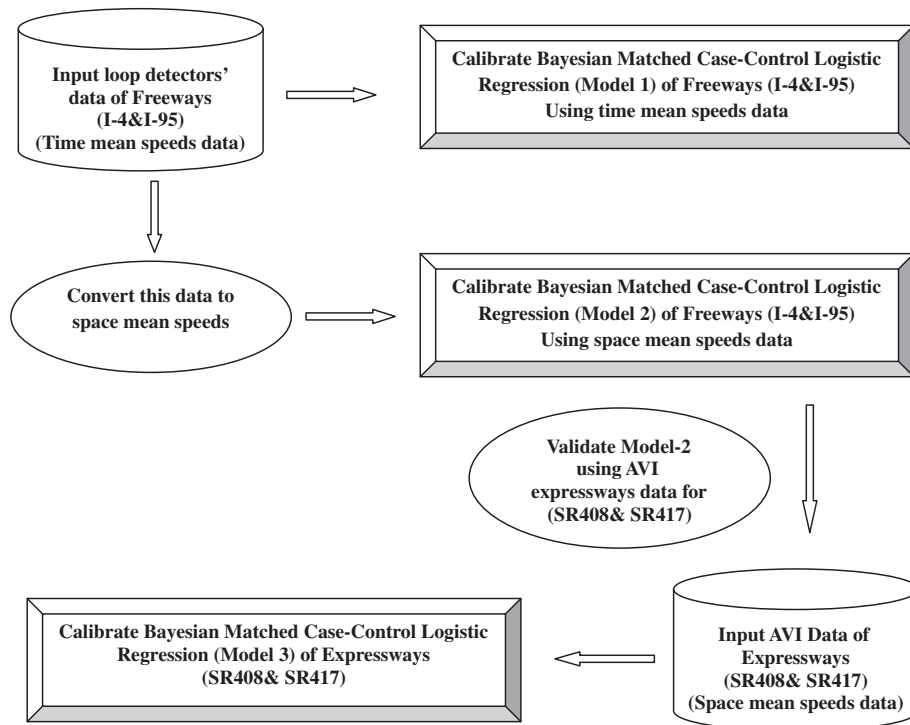 Input loop detectors’
data of Freeways
(I-4&I-95)
(Time mean speeds data)
Calibrate Bayesian Matched Case-Control Logistic
Regression (Model 1) of Freeways (I-4&I-95)
Using time mean speeds data
Convert this data to
space mean speeds
Calibrate Bayesian Matched Case-Control Logistic
Regression (Model 2) of Freeways (I-4&I-95)
Using space mean speeds data
Validate Model-2
using AVI
expressways data for
(SR408& SR417)
Calibrate Bayesian Matched Case-Control Logistic
Regression (Model 3) of Expressways
(SR408& SR417)
Input AVI Data of
Expressways
(SR408& SR417)
(Space mean speeds data)